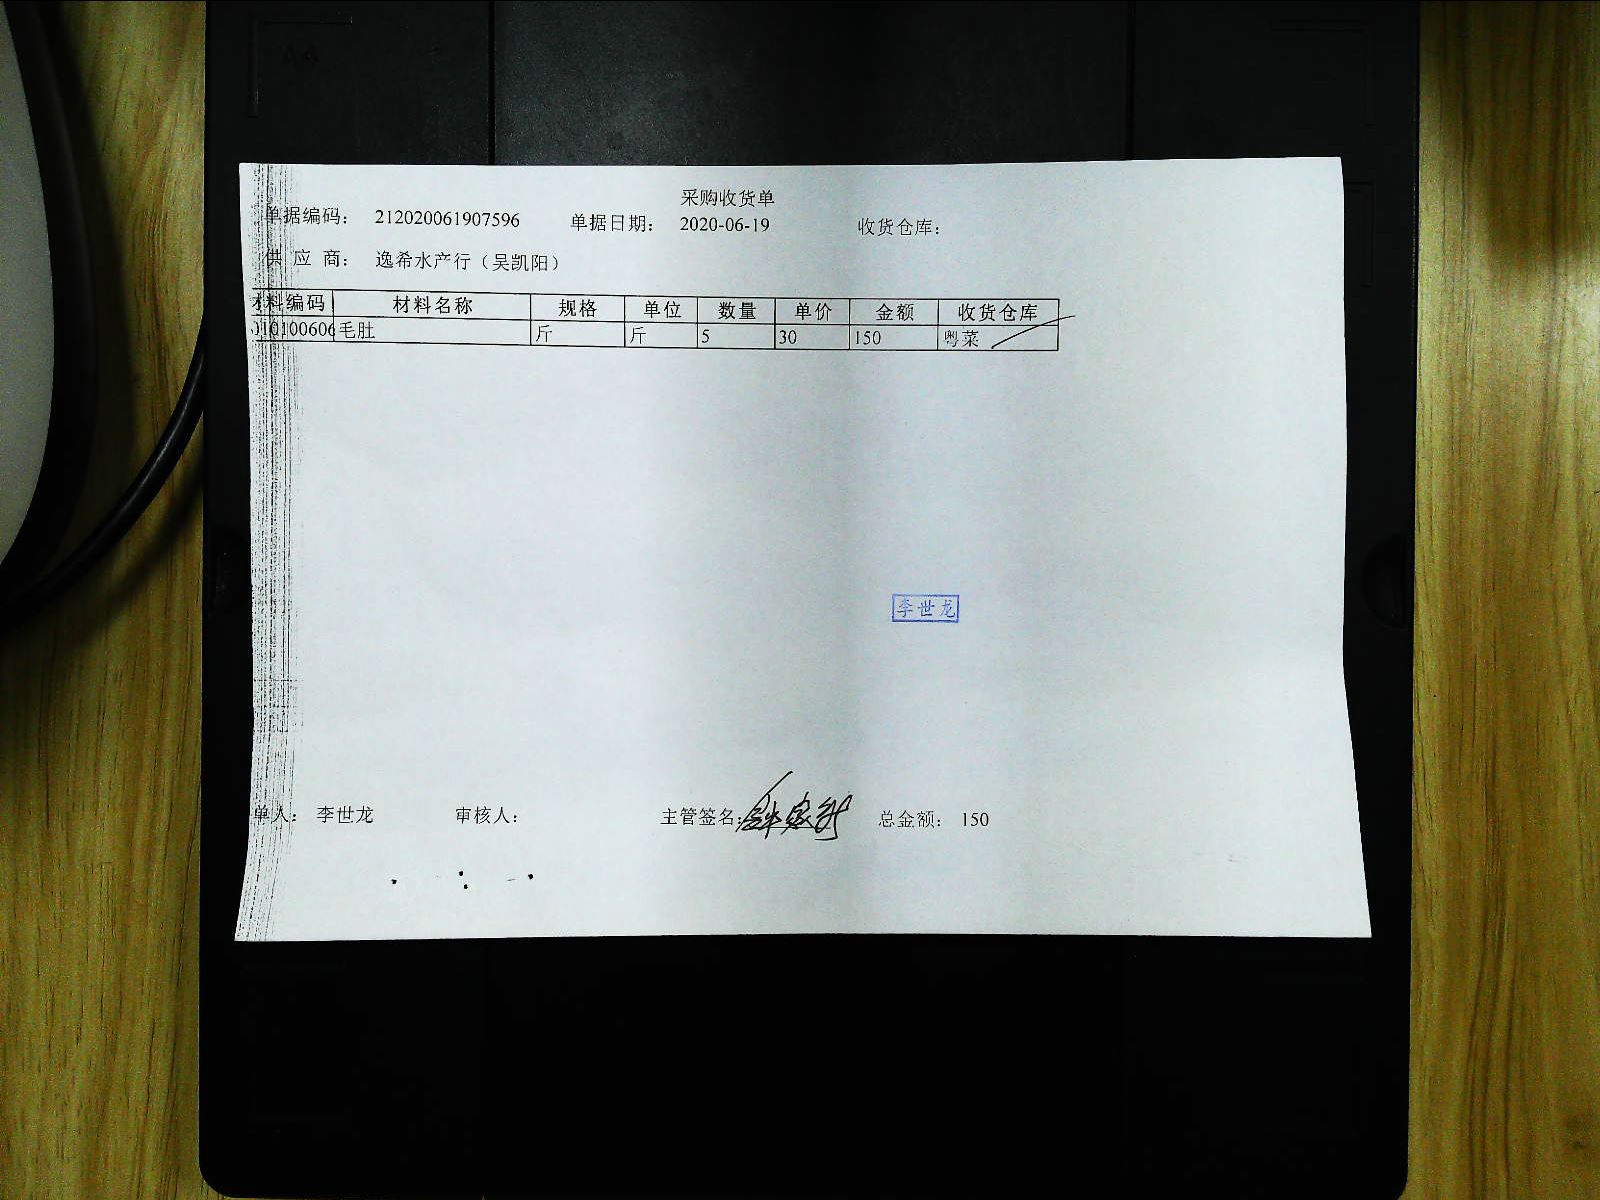 采购收货单
单据编码： 212020061907596 单据日期： 2020-06-19 收货仓库：
供 应 商： 逸希水产行（吴凯阳）
材料编码 材料名称 规格 单位 数量 单价 金额 收货仓库
010100606 毛肚 斤 斤 5 30 150 粤菜
李世龙
单人： 李世龙 审核人： 主管签名： 总金额： 150